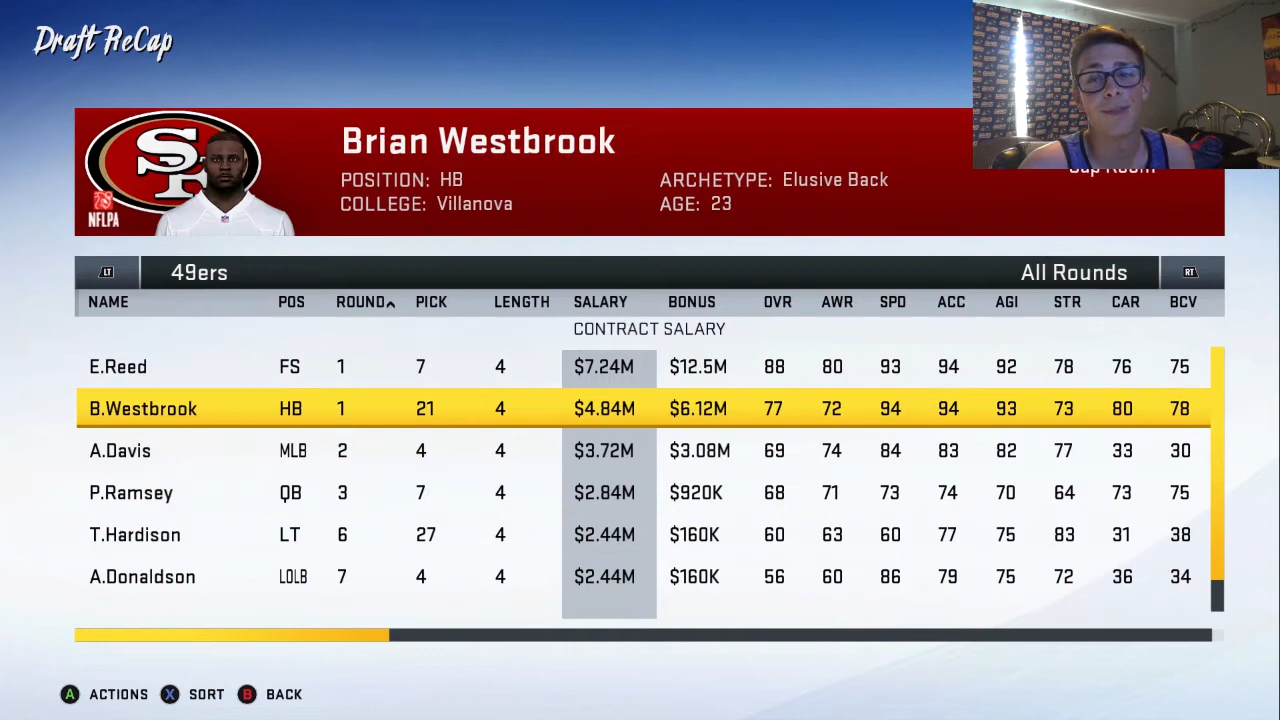 Draft ReCap
Brian Westbrook
POSITION: HB
ARCHETYPE: Elusive Back
COLLEGE: Villanova
AGE: 23
Cap Room
SF
NFLPA
LT
49ers
All Rounds
RT
NAME POS ROUND PICK LENGTH SALARY BONUS OVR AWR SPD ACC AGI STR CAR BCV
CONTRACT SALARY
E.Reed FS 1 7 4 $7.24M $12.5M 88 80 93 94 92 78 76 75
B.Westbrook HB 1 21 4 $4.84M $6.12M 77 72 94 94 93 73 80 78
A.Davis MLB 2 4 4 $3.72M $3.08M 69 74 84 83 82 77 33 30
P.Ramsey QB 3 7 4 $2.84M $920K 68 71 73 74 70 64 73 75
T.Hardison LT 6 27 4 $2.44M $160K 60 63 60 77 75 83 31 38
A.Donaldson LOLB 7 4 4 $2.44M $160K 56 60 86 79 75 72 36 34
A ACTIONS X SORT B BACK